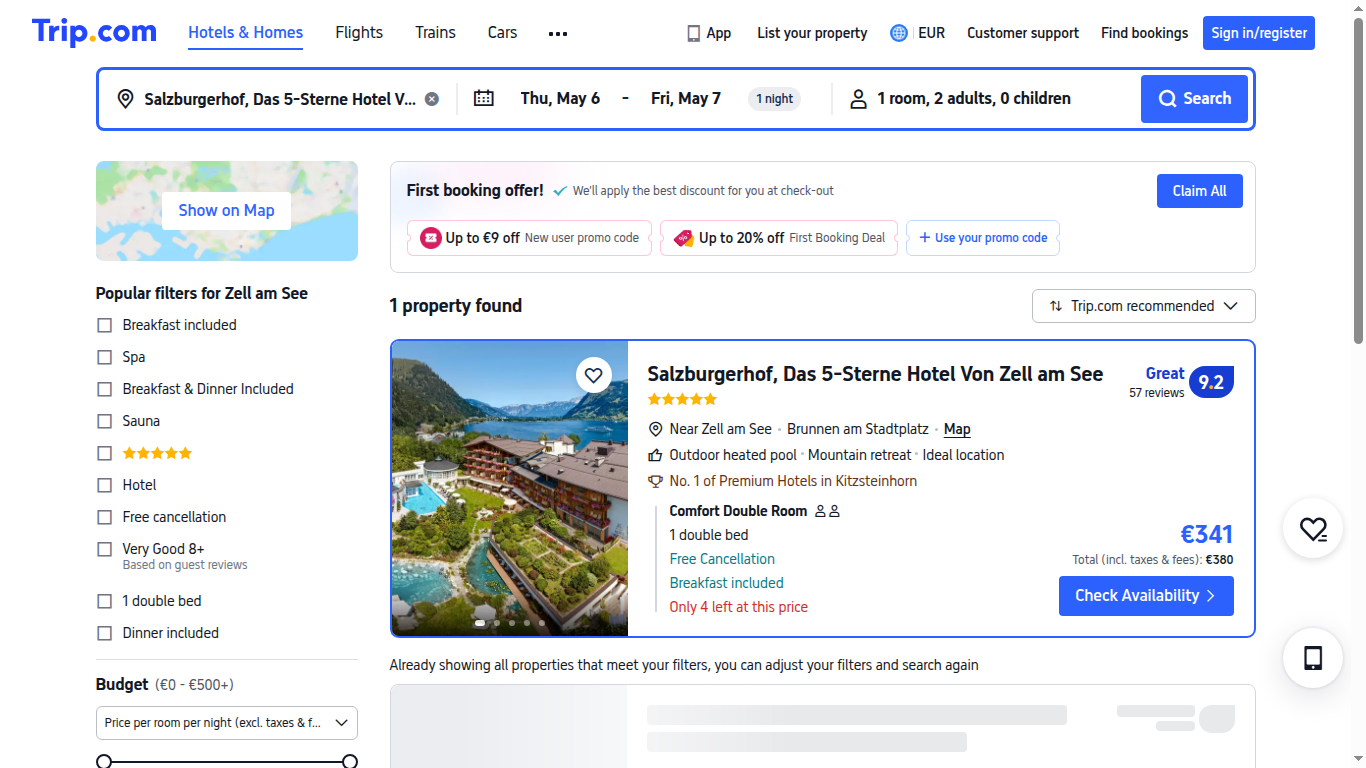 Trip.com
Hotels & Homes
Flights
Trains
Cars
App
List your property
EUR
Customer support
Find bookings
Sign in/register
Salzburgerhof, Das 5-Sterne Hotel V...
Thu, May 6
-
Fri, May 7
1 night
1 room, 2 adults, 0 children
Search
Show on Map
First booking offer!
We'll apply the best discount for you at check-out
Claim All
Up to €9 off New user promo code
Up to 20% off First Booking Deal
+ Use your promo code
Popular filters for Zell am See
Breakfast included
Spa
Breakfast & Dinner Included
Sauna
Hotel
Free cancellation
Very Good 8+
Based on guest reviews
1 double bed
Dinner included
Budget (€0 - €500+)
Price per room per night (excl. taxes & f...
1 property found
Trip.com recommended
Salzburgerhof, Das 5-Sterne Hotel Von Zell am See
Great
57 reviews
9.2
Near Zell am See · Brunnen am Stadtplatz · Map
Outdoor heated pool · Mountain retreat · Ideal location
No. 1 of Premium Hotels in Kitzsteinhorn
Comfort Double Room
1 double bed
Free Cancellation
Breakfast included
Only 4 left at this price
€341
Total (incl. taxes & fees): €380
Check Availability
Already showing all properties that meet your filters, you can adjust your filters and search again